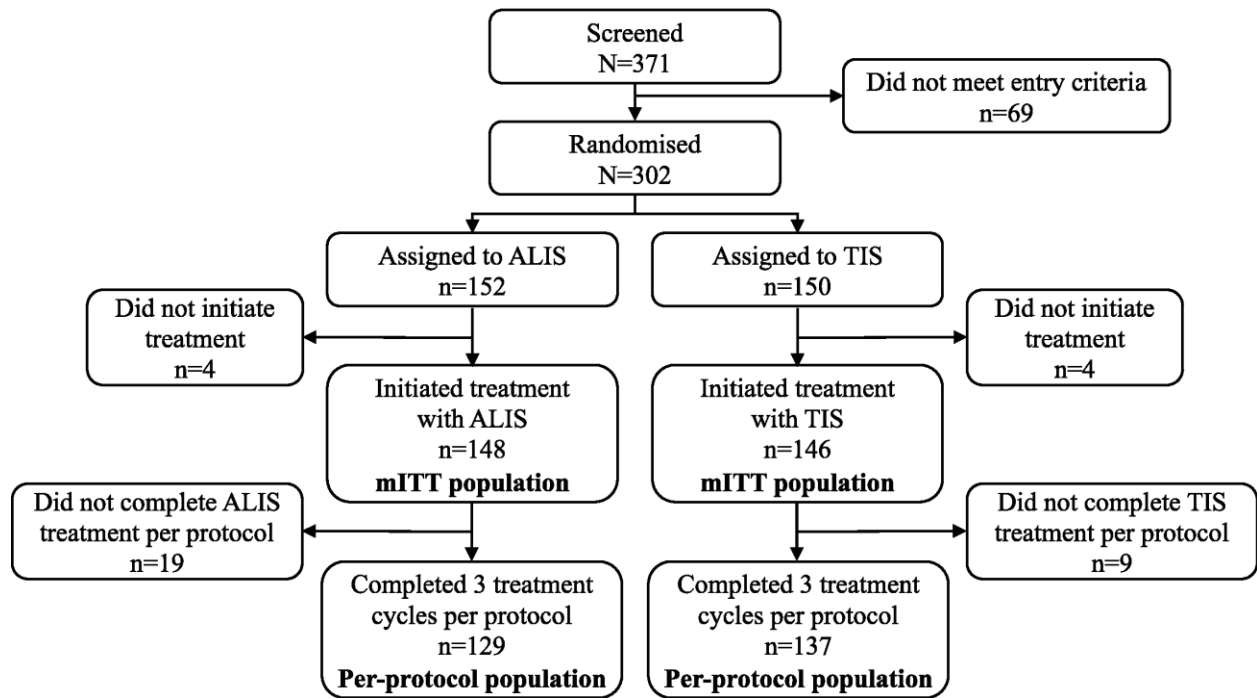 Screened
N=371
Did not meet entry criteria
n=69
Randomised
N=302
Assigned to ALIS
n=152
Assigned to TIS
n=150
Did not initiate
treatment
n=4
Did not initiate
treatment
n=4
Initiated treatment
with ALIS
n=148
mITT population
Initiated treatment
with TIS
n=146
mITT population
Did not complete ALIS
treatment per protocol
n=19
Did not complete TIS
treatment per protocol
n=9
Completed 3 treatment
cycles per protocol
n=129
Per-protocol population
Completed 3 treatment
cycles per protocol
n=137
Per-protocol population